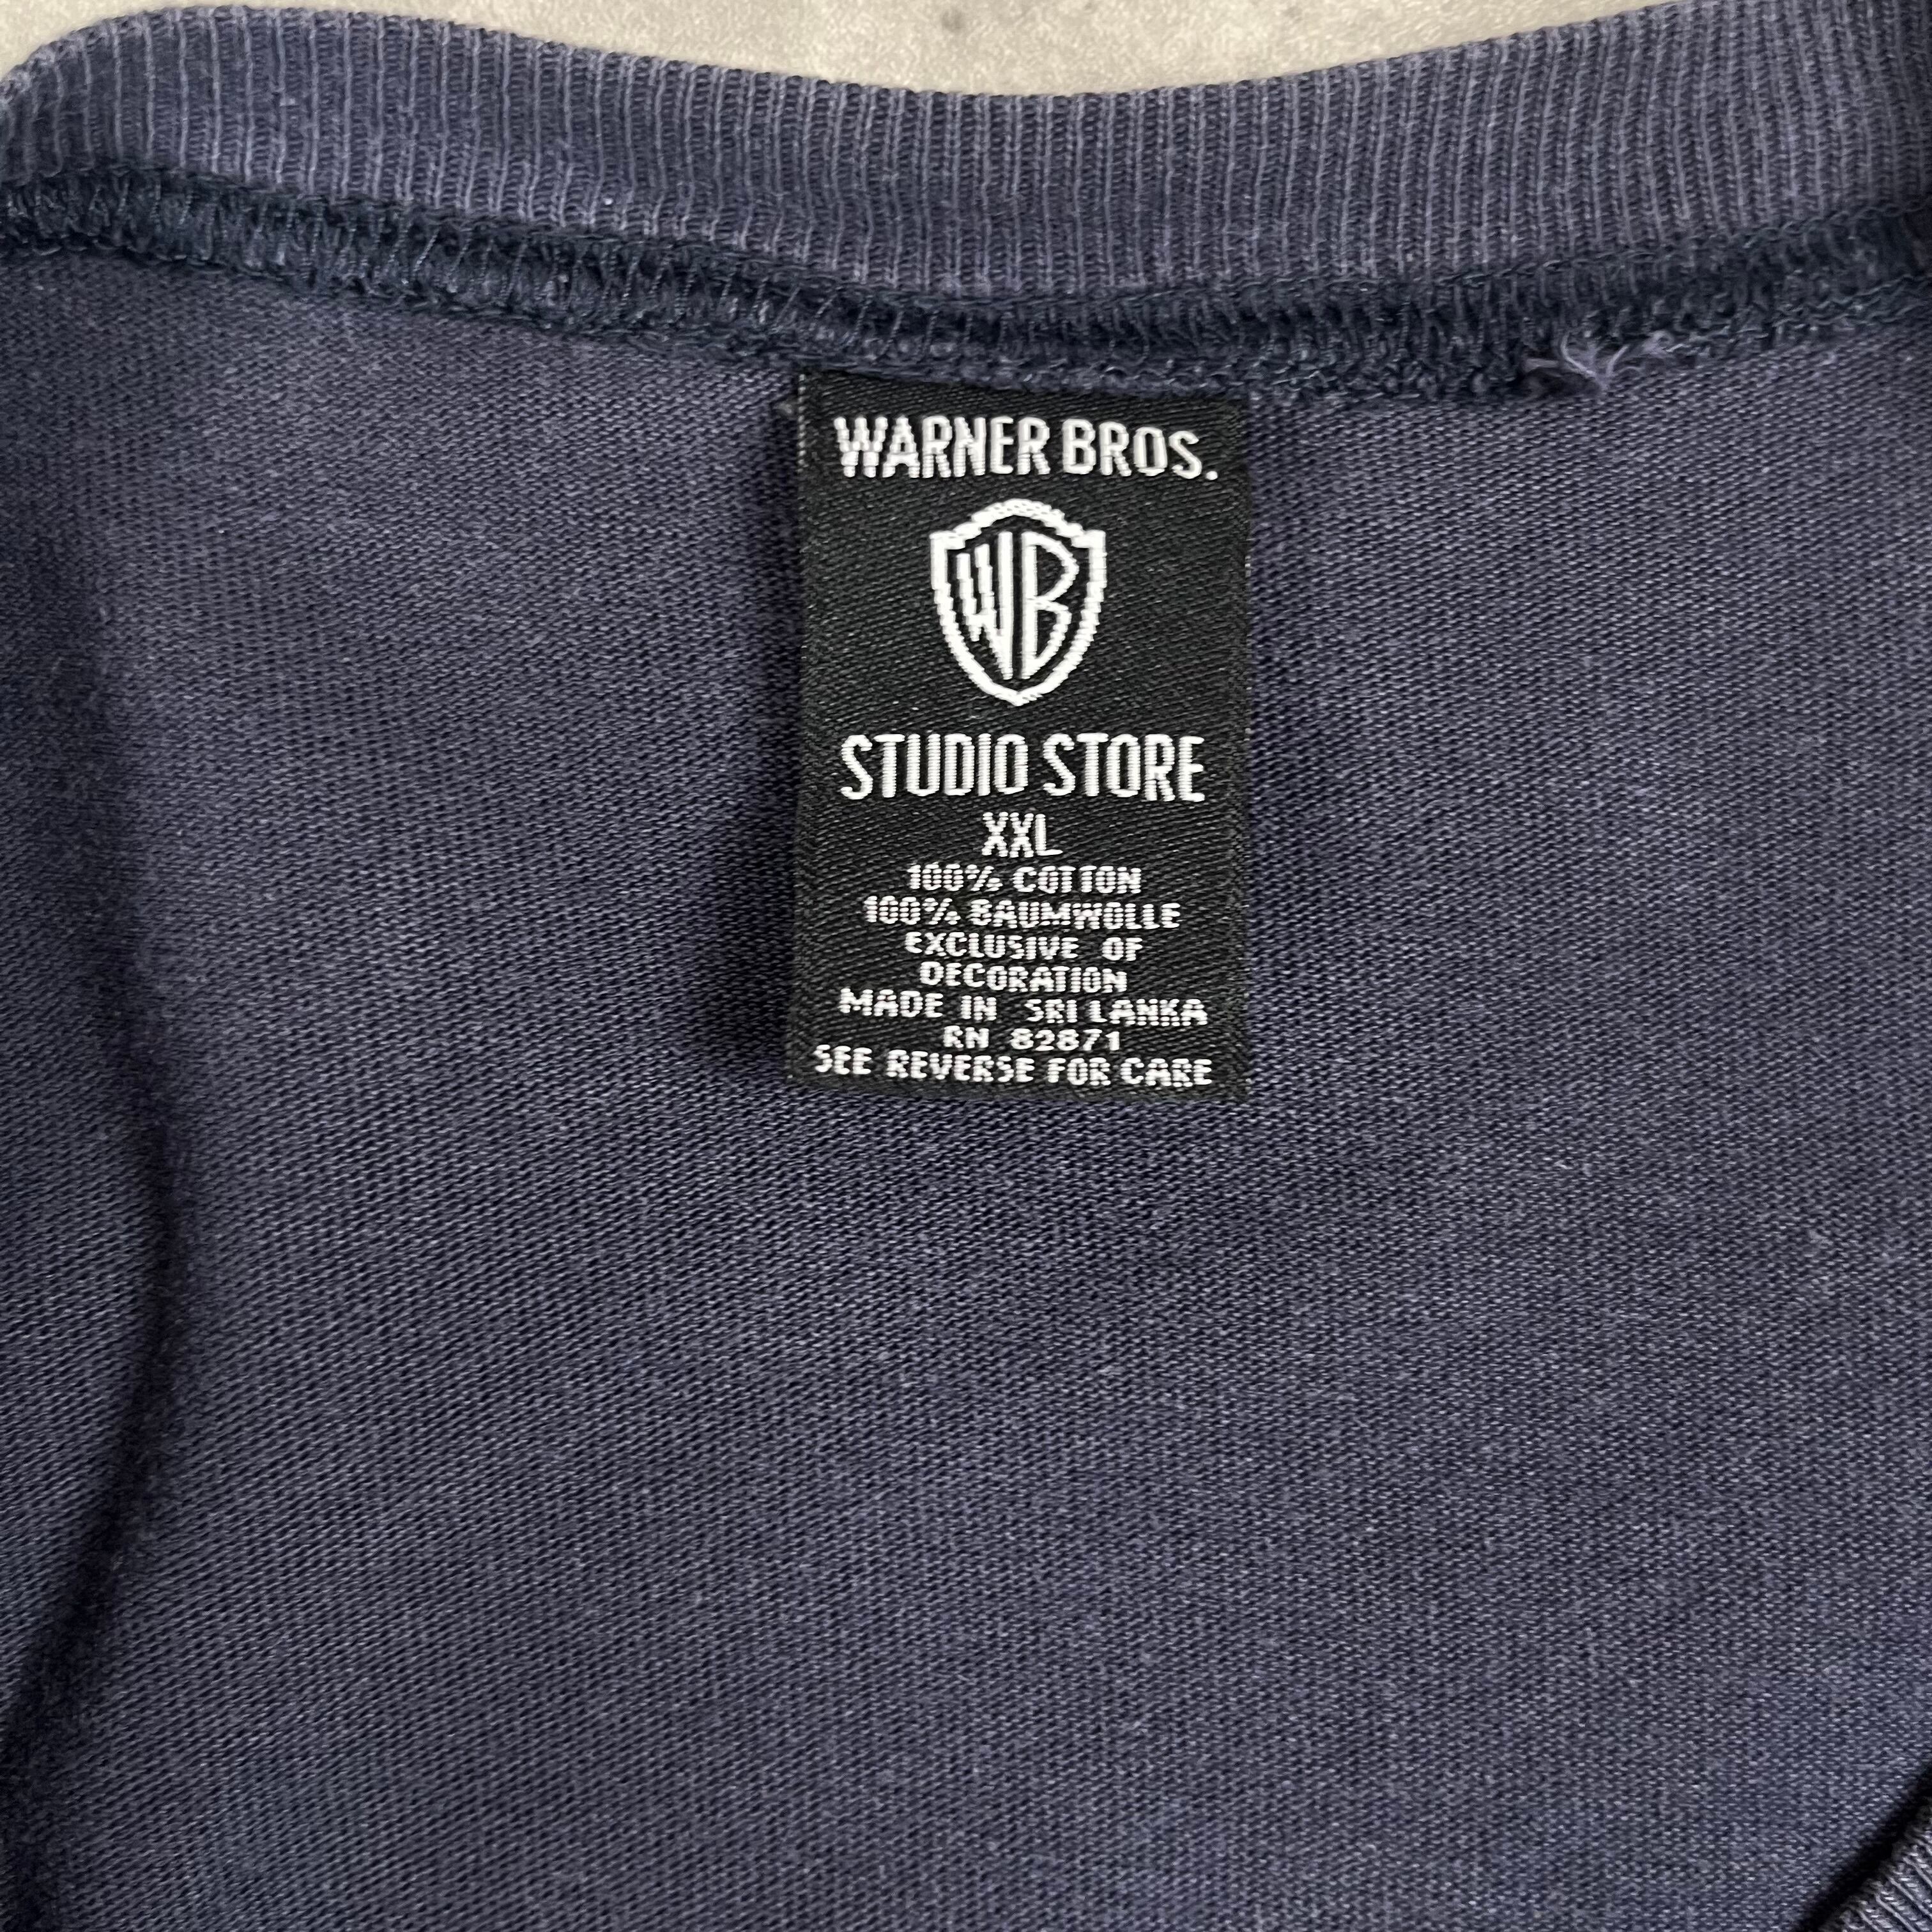 WARNER BROS.
WB
STUDIO STORE
XXL
100% COTTON
100% BAUMWOLLE
EXCLUSIVE OF
DECORATION
MADE IN SRI LANKA
RN 82871
SEE REVERSE FOR CARE